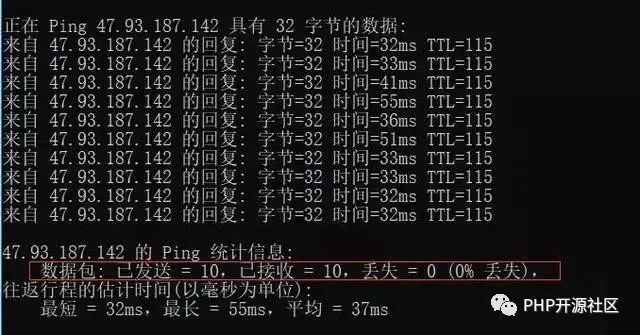 正在 Ping 47.93.187.142 具有 32 字节的数据:
来自 47.93.187.142 的回复: 字节=32 时间=32ms TTL=115
来自 47.93.187.142 的回复: 字节=32 时间=33ms TTL=115
来自 47.93.187.142 的回复: 字节=32 时间=41ms TTL=115
来自 47.93.187.142 的回复: 字节=32 时间=55ms TTL=115
来自 47.93.187.142 的回复: 字节=32 时间=36ms TTL=115
来自 47.93.187.142 的回复: 字节=32 时间=51ms TTL=115
来自 47.93.187.142 的回复: 字节=32 时间=33ms TTL=115
来自 47.93.187.142 的回复: 字节=32 时间=33ms TTL=115
来自 47.93.187.142 的回复: 字节=32 时间=32ms TTL=115
来自 47.93.187.142 的回复: 字节=32 时间=33ms TTL=115
47.93.187.142 的 Ping 统计信息:
数据包: 已发送 = 10，已接收 = 10，丢失 = 0 (0% 丢失)，
往返行程的估计时间(以毫秒为单位):
最短 = 32ms，最长 = 55ms，平均 = 37ms
PHP开源社区